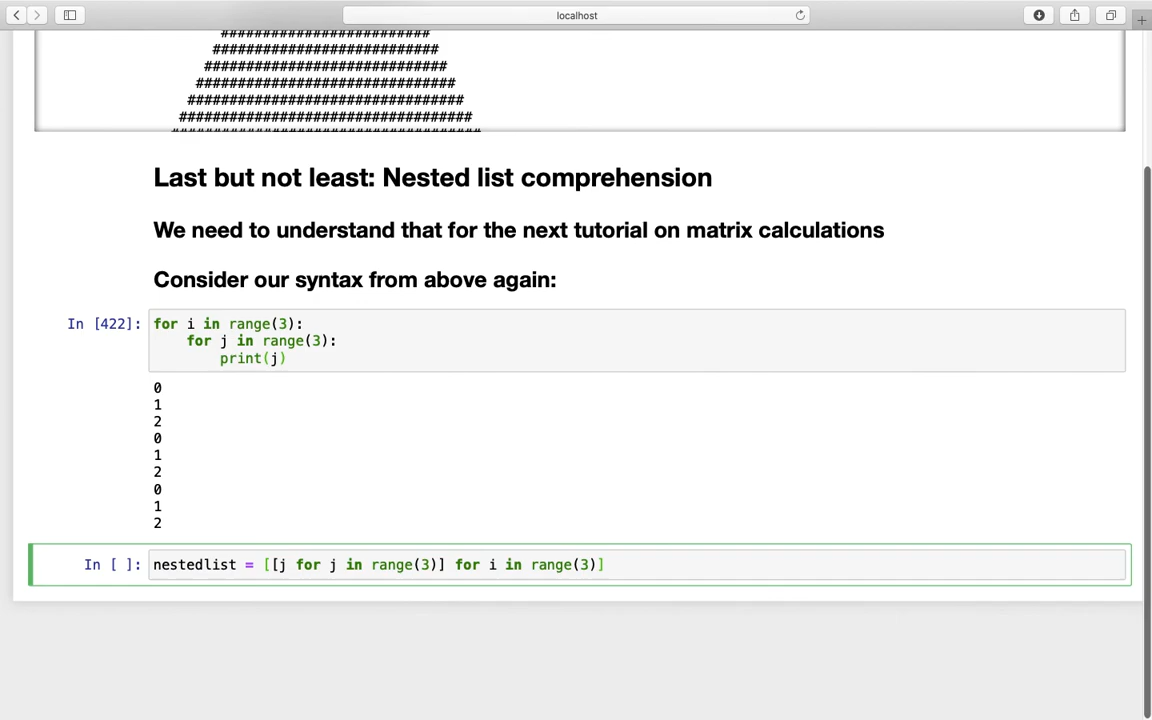 localhost
#########################
###########################
#############################
###############################
#################################
###################################
Last but not least: Nested list comprehension
We need to understand that for the next tutorial on matrix calculations
Consider our syntax from above again:
In [422]: for i in range(3):
    for j in range(3):
        print(j)
0
1
2
0
1
2
0
1
2
In [ ]: nestedlist = [[j for j in range(3)] for i in range(3)]